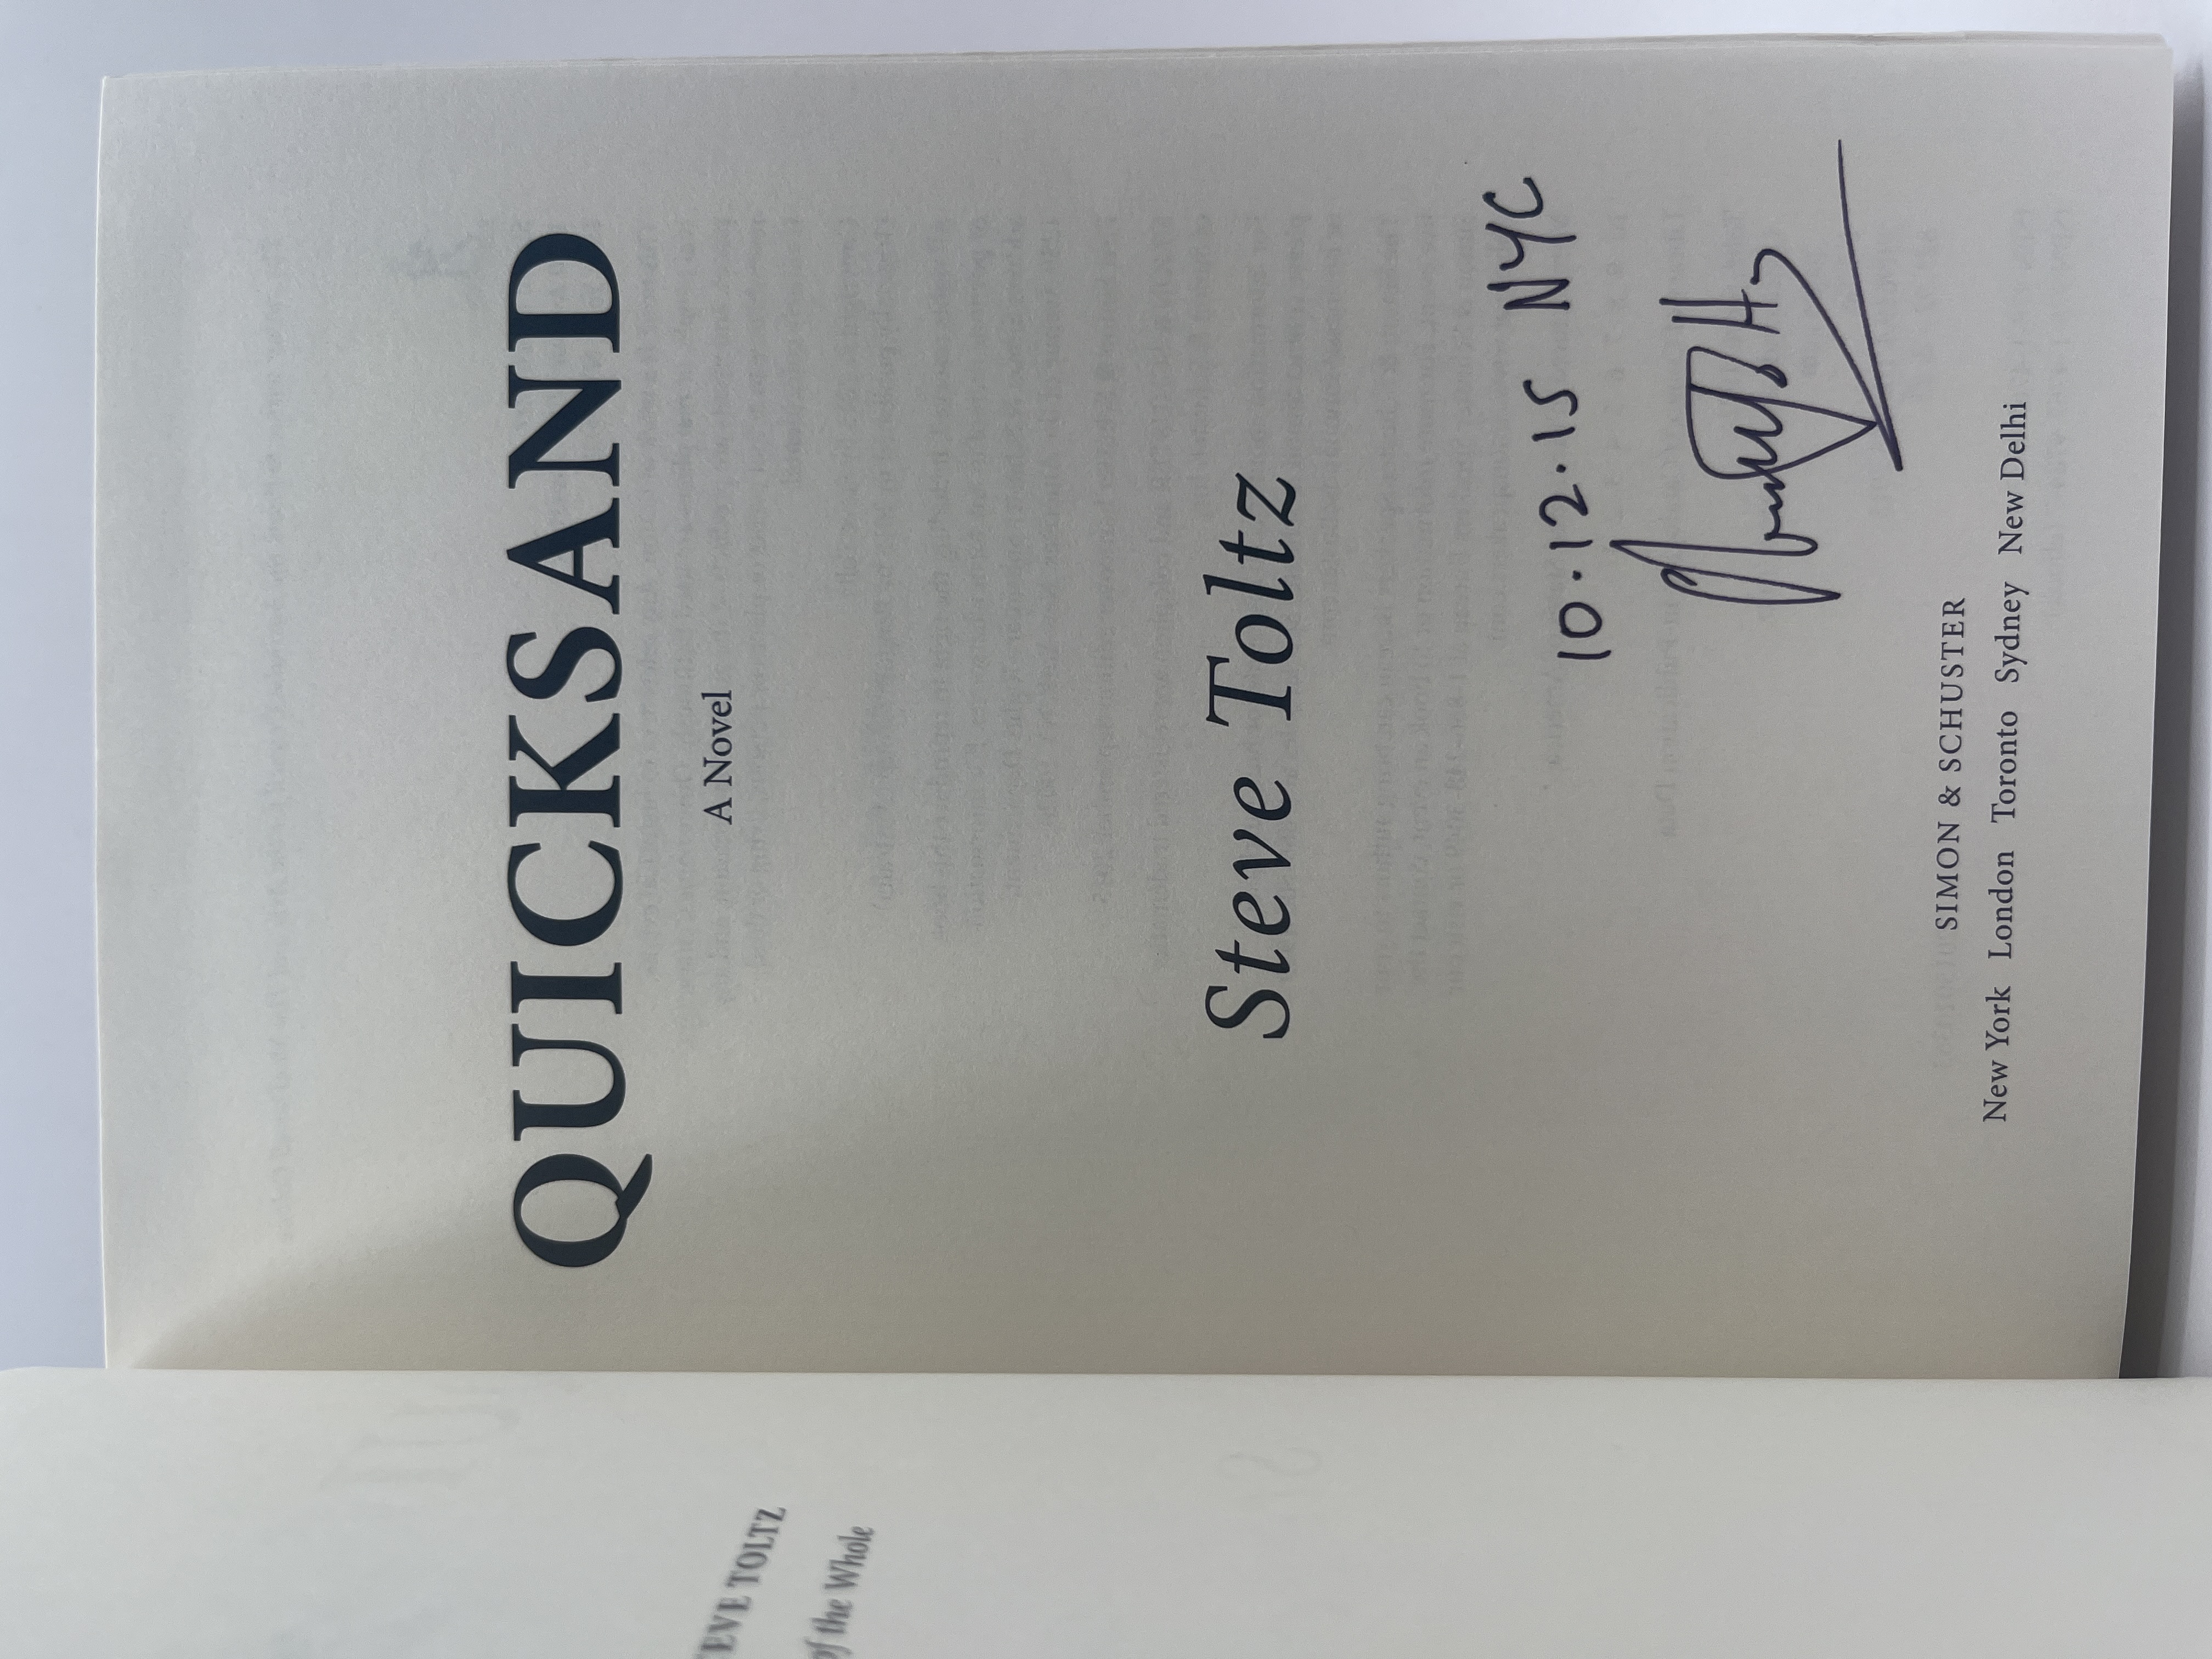 EVE TOLTZ
of the Whole
QUICKSAND
A Novel
Steve Toltz
10.12.15 NYC
SIMON & SCHUSTER
New York London Toronto Sydney New Delhi